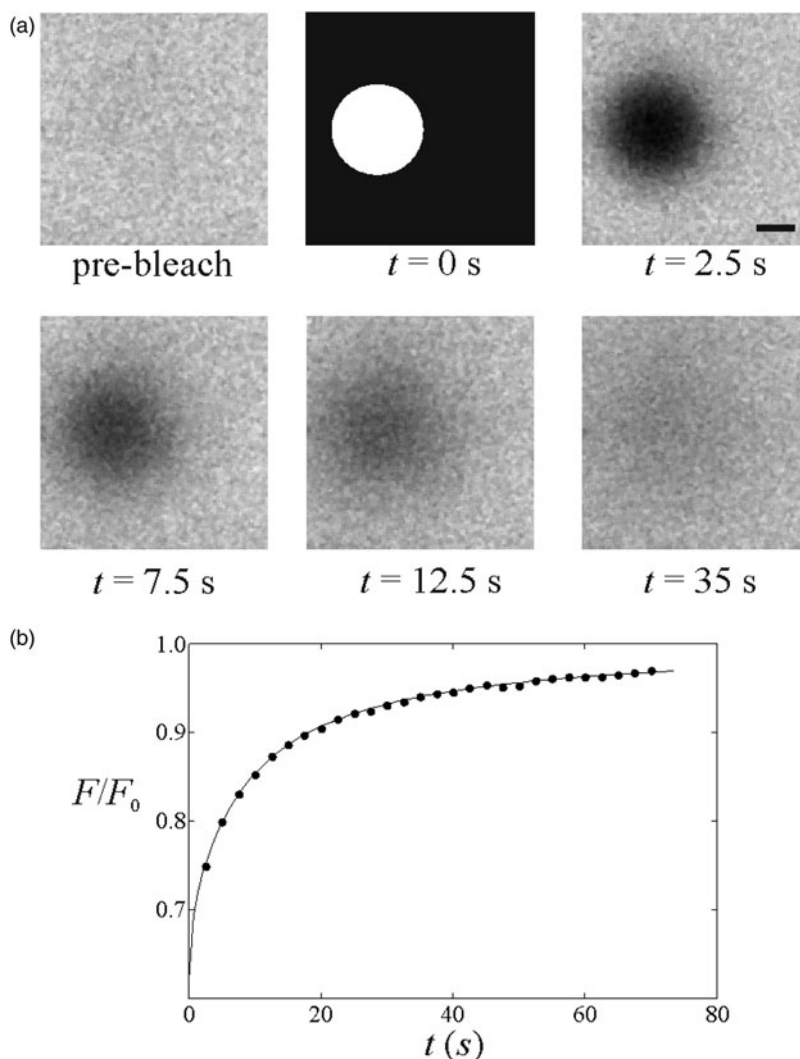 (a)
pre-bleach
t = 0 s
t = 2.5 s
t = 7.5 s
t = 12.5 s
t = 35 s
(b)
1.0
0.9
0.8
0.7
F/F₀
0
20
40
60
80
t (s)